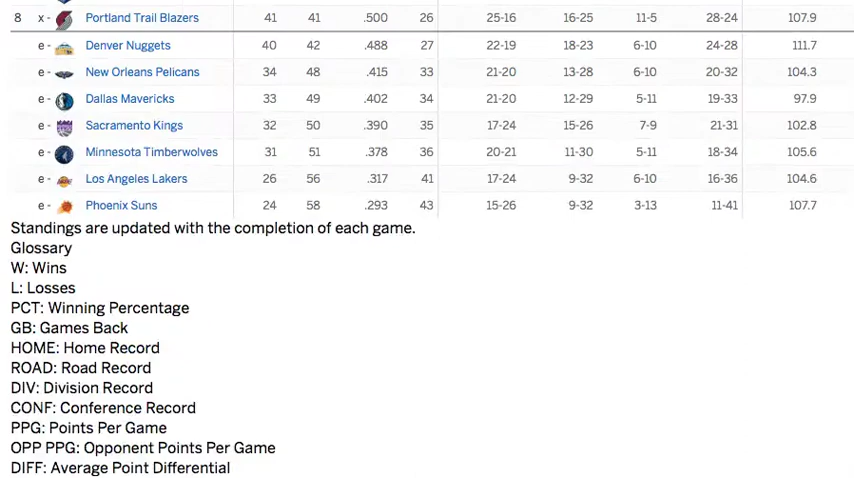 8 x - Portland Trail Blazers 41 41 .500 26 25-16 16-25 11-5 28-24 107.9
e - Denver Nuggets 40 42 .488 27 22-19 18-23 6-10 24-28 111.7
e - New Orleans Pelicans 34 48 .415 33 21-20 13-28 6-10 20-32 104.3
e - Dallas Mavericks 33 49 .402 34 21-20 12-29 5-11 19-33 97.9
e - Sacramento Kings 32 50 .390 35 17-24 15-26 7-9 21-31 102.8
e - Minnesota Timberwolves 31 51 .378 36 20-21 11-30 5-11 18-34 105.6
e - Los Angeles Lakers 26 56 .317 41 17-24 9-32 6-10 16-36 104.6
e - Phoenix Suns 24 58 .293 43 15-26 9-32 3-13 11-41 107.7
Standings are updated with the completion of each game.
Glossary
W: Wins
L: Losses
PCT: Winning Percentage
GB: Games Back
HOME: Home Record
ROAD: Road Record
DIV: Division Record
CONF: Conference Record
PPG: Points Per Game
OPP PPG: Opponent Points Per Game
DIFF: Average Point Differential